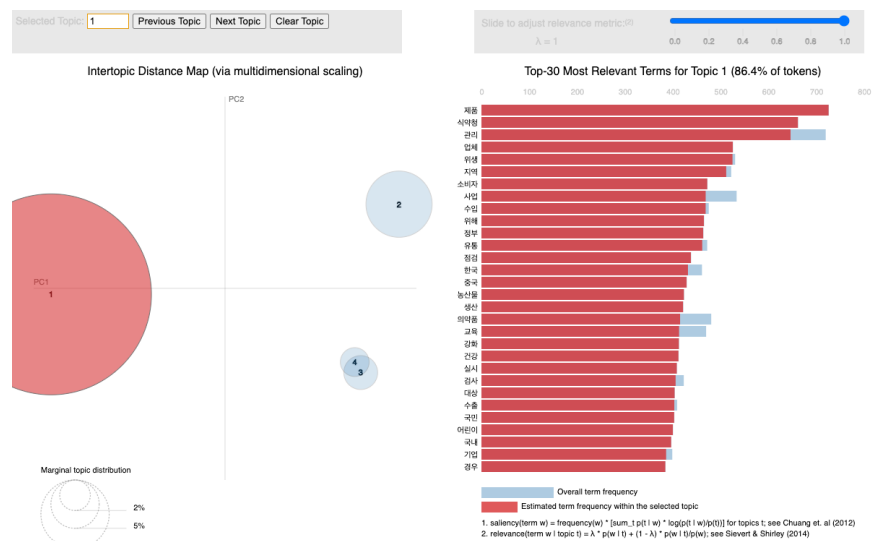 Selected Topic: 1 Previous Topic Next Topic Clear Topic
Slide to adjust relevance metric:(2)
λ = 1
0.0 0.2 0.4 0.6 0.8 1.0
Intertopic Distance Map (via multidimensional scaling)
PC2
PC1
1
2
4
3
Marginal topic distribution
2%
5%
Top-30 Most Relevant Terms for Topic 1 (86.4% of tokens)
0 100 200 300 400 500 600 700 800
제품
식약청
관리
업체
위생
지역
소비자
사업
수입
위해
정부
유통
점검
한국
중국
농산물
생산
의약품
교육
강화
건강
실시
검사
대상
수출
국민
어린이
국내
기업
경우
Overall term frequency
Estimated term frequency within the selected topic
1. saliency(term w) = frequency(w) * [sum_t p(t | w) * log(p(t | w)/p(t))] for topics t; see Chuang et. al (2012)
2. relevance(term w | topic t) = λ * p(w | t) + (1 - λ) * p(w | t)/p(w); see Sievert & Shirley (2014)